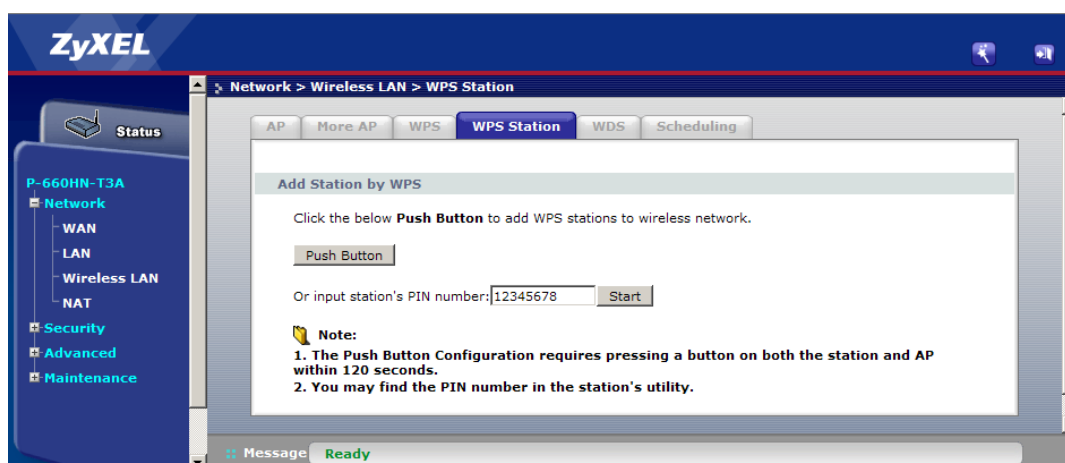 ZyXEL
Network > Wireless LAN > WPS Station
Status
AP More AP WPS WPS Station WDS Scheduling
P-660HN-T3A
Network
WAN
LAN
Wireless LAN
NAT
Security
Advanced
Maintenance
Add Station by WPS
Click the below Push Button to add WPS stations to wireless network.
Push Button
Or input station's PIN number: 12345678 Start
Note:
1. The Push Button Configuration requires pressing a button on both the station and AP
within 120 seconds.
2. You may find the PIN number in the station's utility.
Message Ready